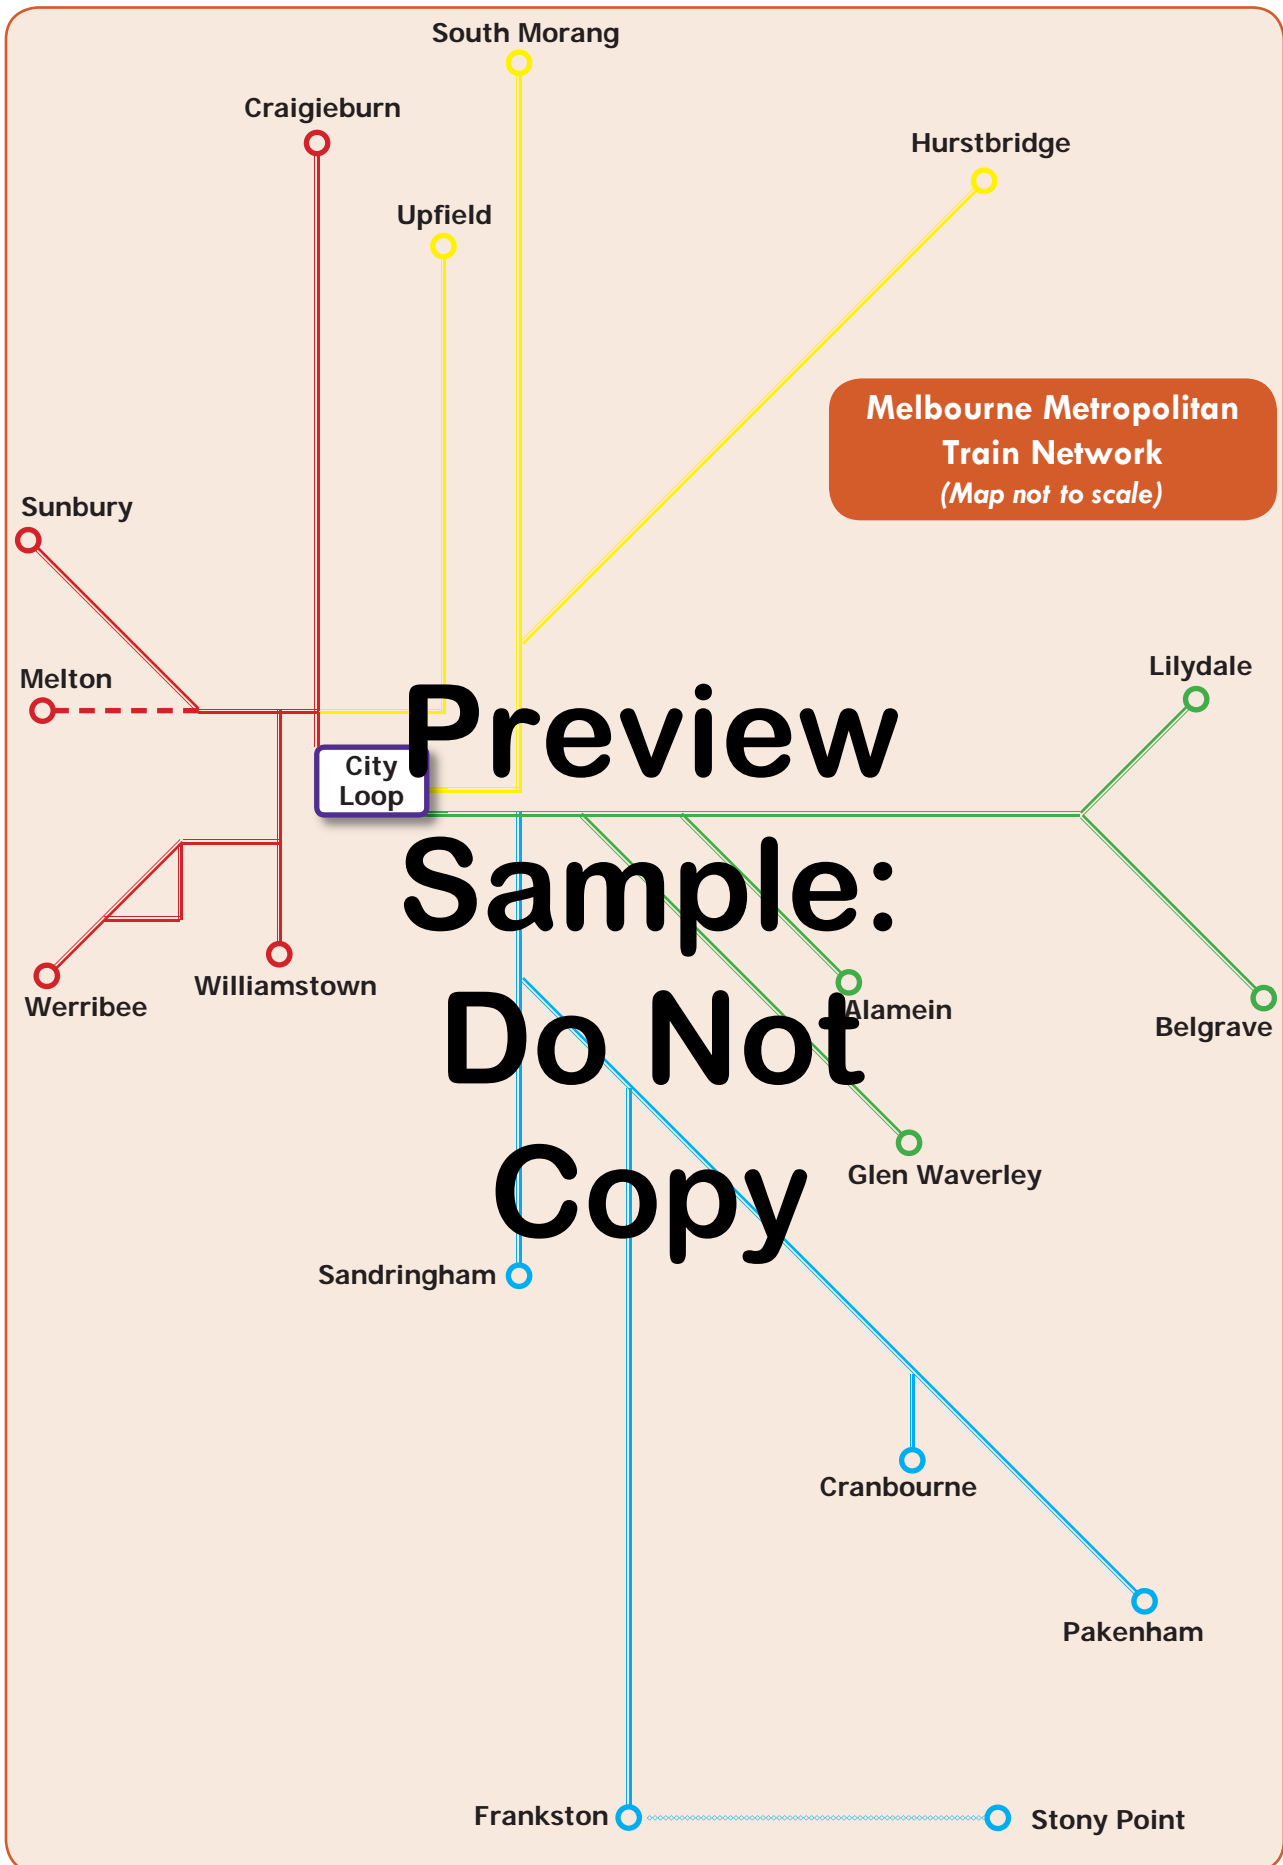 South Morang
Craigieburn
Hurstbridge
Upfield
Melbourne Metropolitan
Train Network
(Map not to scale)
Sunbury
Lilydale
Melton
Preview
City
Loop
Sample:
Williamstown
Werribee
Alamein
Belgrave
Do Not
Glen Waverley
Copy
Sandringham
Cranbourne
Pakenham
Frankston
Stony Point